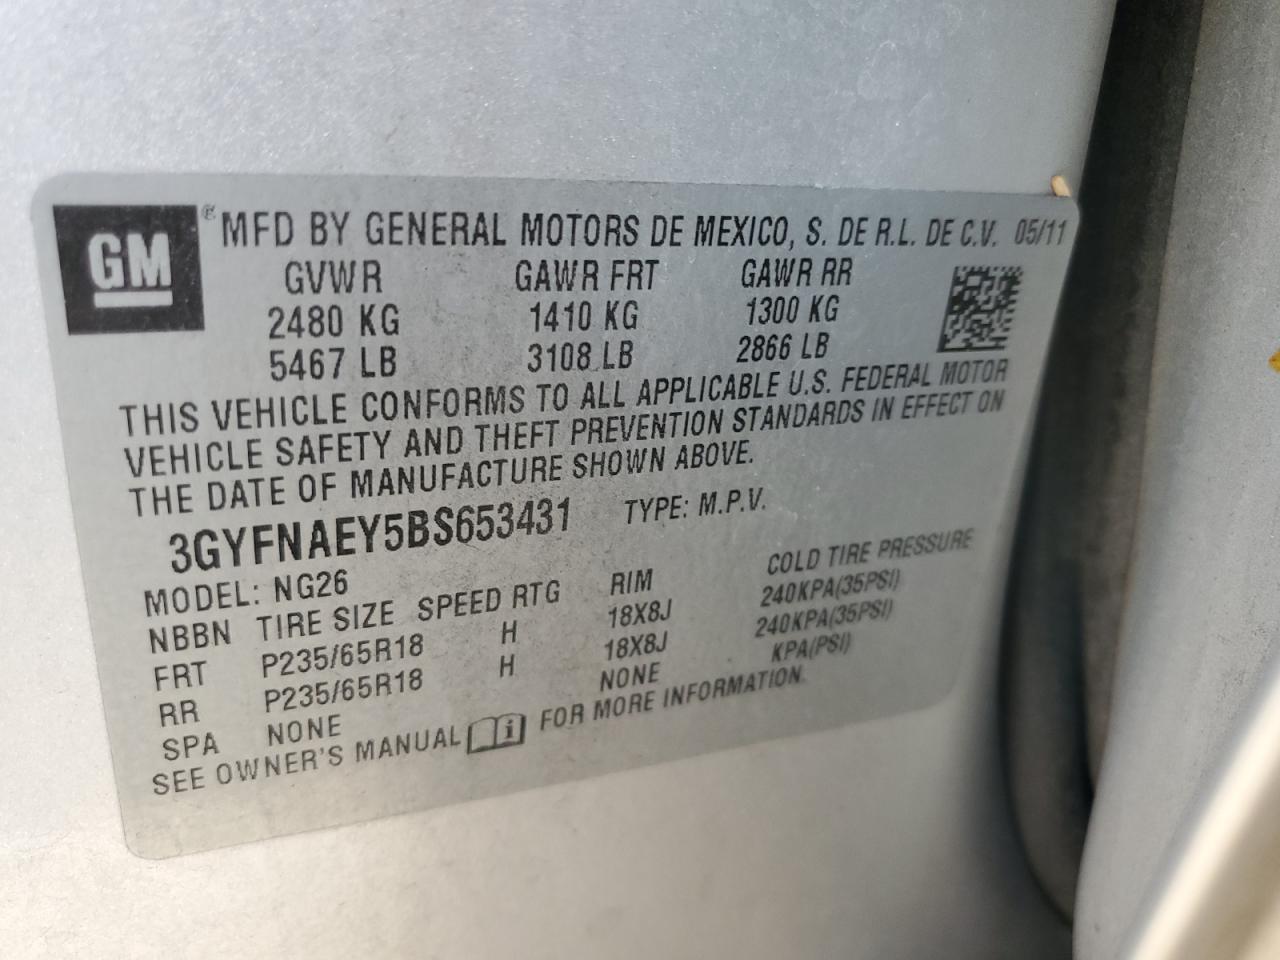 GM ® MFD BY GENERAL MOTORS DE MEXICO, S. DE R.L. DE C.V. 05/11
GVWR GAWR FRT GAWR RR
2480 KG 1410 KG 1300 KG
5467 LB 3108 LB 2866 LB
THIS VEHICLE CONFORMS TO ALL APPLICABLE U.S. FEDERAL MOTOR
VEHICLE SAFETY AND THEFT PREVENTION STANDARDS IN EFFECT ON
THE DATE OF MANUFACTURE SHOWN ABOVE.
3GYFNAEY5BS653431 TYPE: M.P.V.
MODEL: NG26
NBBN TIRE SIZE SPEED RTG RIM COLD TIRE PRESSURE
FRT P235/65R18 H 18X8J 240KPA(35PSI)
RR P235/65R18 H 18X8J 240KPA(35PSI)
SPA NONE NONE KPA(PSI)
SEE OWNER'S MANUAL FOR MORE INFORMATION.